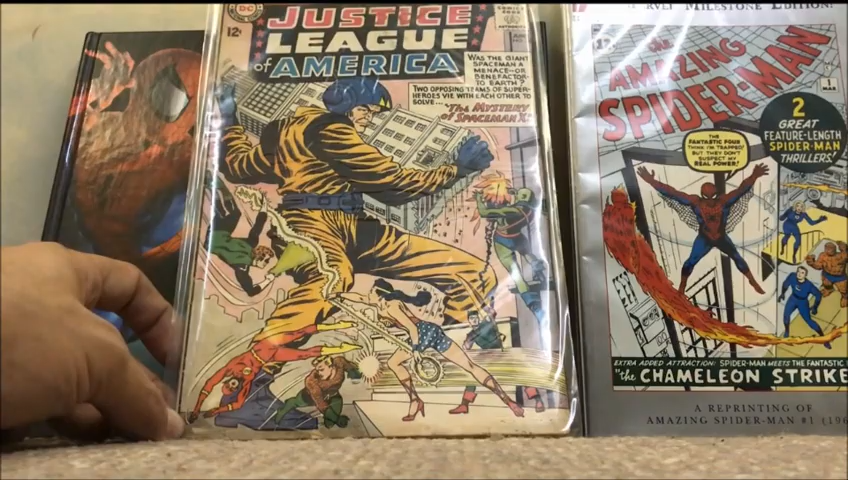 DC
12¢
JUSTICE
LEAGUE
of AMERICA
WAS THE GIANT
SPACEMAN A
MENACE--OR
BENEFACTOR--
TO EARTH?
TWO OPPOSING TEAMS OF SUPER-
HEROES VIE WITH EACH OTHER TO
SOLVE...
"The MYSTERY
of SPACEMAN X!"
MILESTONE EDITION!
THE
AMAZING
SPIDER-MAN
1
MAR.
2
GREAT
FEATURE-LENGTH
SPIDER-MAN
THRILLERS!
THE
FANTASTIC FOUR
THINK I'M TRAPPED!
BUT THEY DON'T
SUSPECT MY
REAL POWER!
EXTRA ADDED ATTRACTION: SPIDER-MAN MEETS THE FANTASTIC
"the CHAMELEON STRIKE
A REPRINTING OF
AMAZING SPIDER-MAN #1 (196